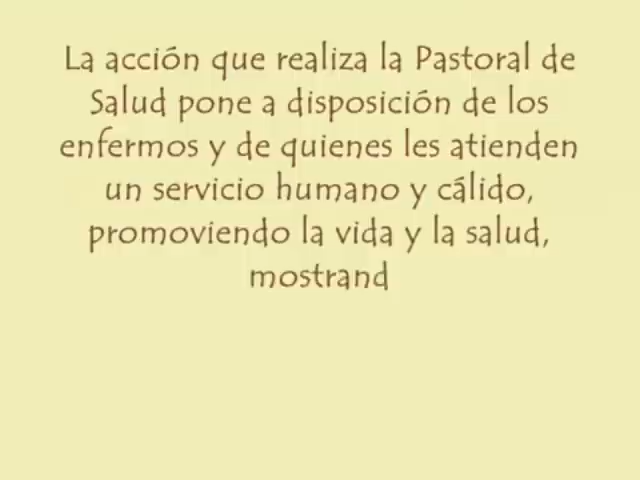 La acción que realiza la Pastoral de
Salud pone a disposición de los
enfermos y de quienes les atienden
un servicio humano y cálido,
promoviendo la vida y la salud,
mostrand